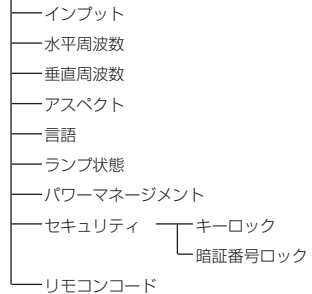 インプット
水平周波数
垂直周波数
アスペクト
言語
ランプ状態
パワーマネージメント
セキュリティ キーロック
暗証番号ロック
リモコンコード